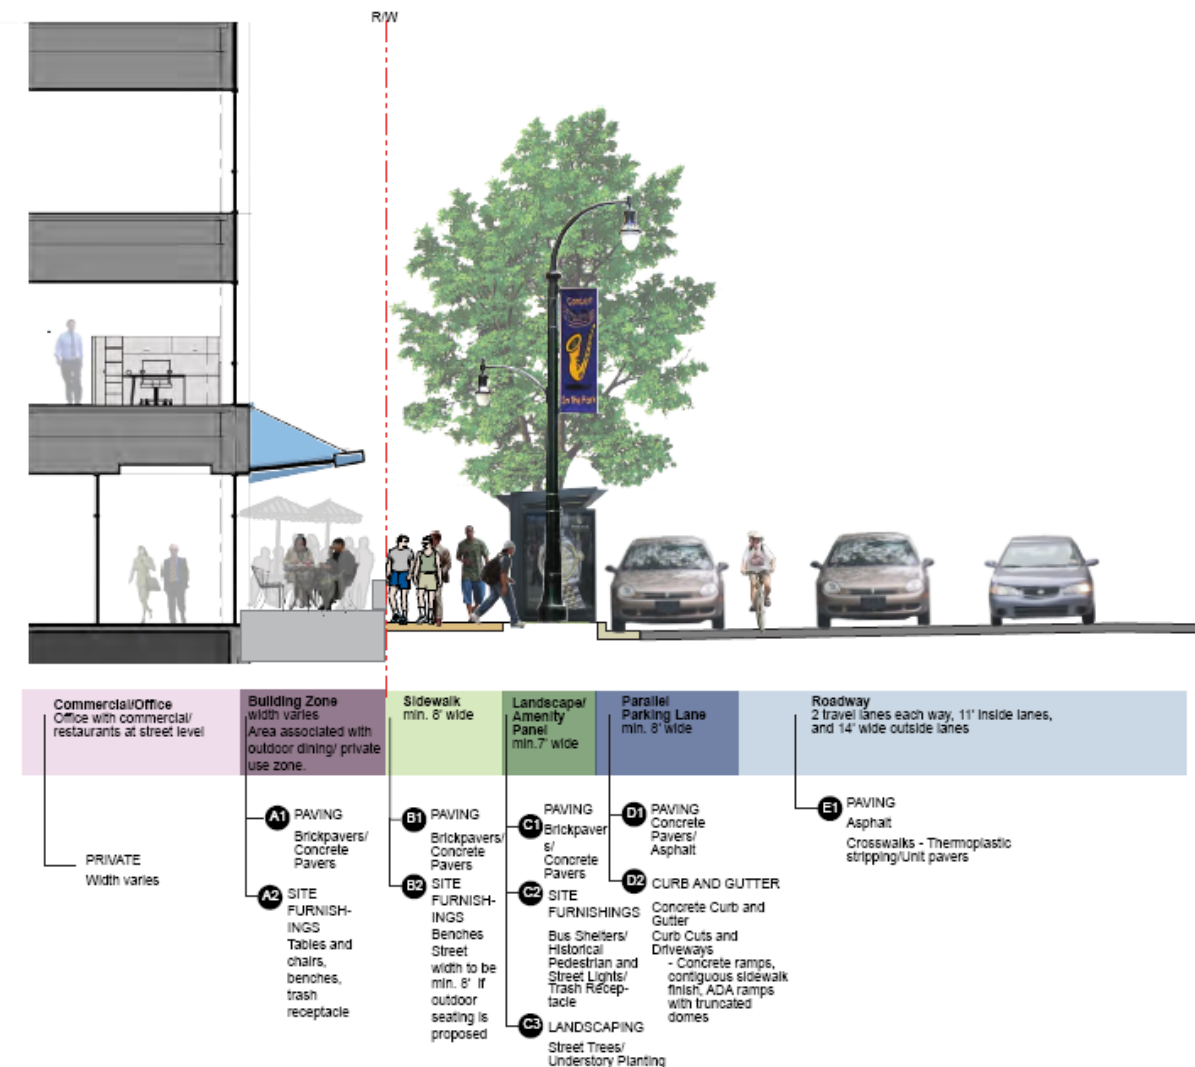 R/W
Concert
In the Park
Commercial/Office
Office with commercial/
restaurants at street level
Building Zone
width varies
Area associated with
outdoor dining/ private
use zone.
Sidewalk
min. 8' wide
Landscape/
Amenity
Panel
min.7' wide
Parallel
Parking Lane
min. 8' wide
Roadway
2 travel lanes each way, 11' inside lanes,
and 14' wide outside lanes
PRIVATE
Width varies
A1 PAVING
Brickpavers/
Concrete
Pavers
A2 SITE
FURNISH-
INGS
Tables and
chairs,
benches,
trash
receptacle
B1 PAVING
Brickpavers/
Concrete
Pavers
B2 SITE
FURNISH-
INGS
Benches
Street
width to be
min. 8' if
outdoor
seating is
proposed
C1 PAVING
Brickpaver
s/
Concrete
Pavers
C2 SITE
FURNISHINGS
Bus Shelters/
Historical
Pedestrian and
Street Lights/
Trash Recep-
tacle
C3 LANDSCAPING
Street Trees/
Understory Planting
D1 PAVING
Concrete
Pavers/
Asphalt
D2 CURB AND GUTTER
Concrete Curb and
Gutter
Curb Cuts and
Driveways
- Concrete ramps,
contiguous sidewalk
finish, ADA ramps
with truncated
domes
E1 PAVING
Asphalt
Crosswalks - Thermoplastic
stripping/Unit pavers